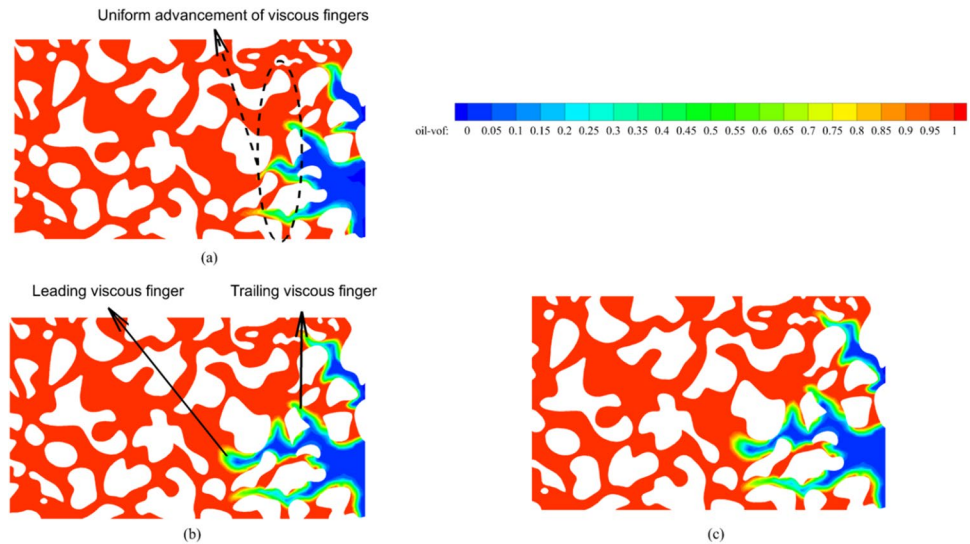 Uniform advancement of viscous fingers
oil-vof: 0 0.05 0.1 0.15 0.2 0.25 0.3 0.35 0.4 0.45 0.5 0.55 0.6 0.65 0.7 0.75 0.8 0.85 0.9 0.95 1
(a)
Leading viscous finger
Trailing viscous finger
(b)
(c)